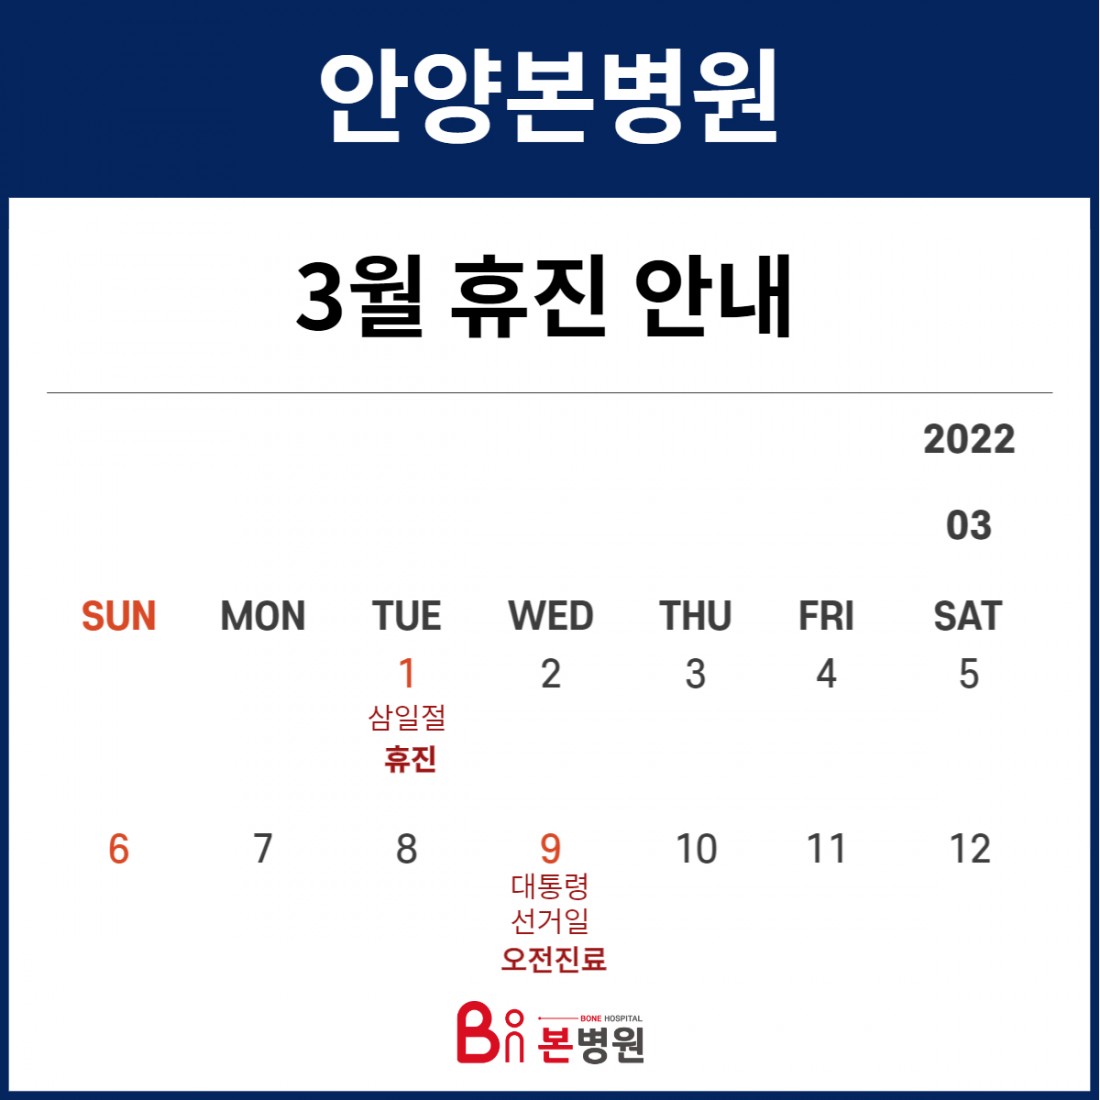 안양본병원
3월 휴진 안내
2022
03
SUN MON TUE WED THU FRI SAT
1 2 3 4 5
삼일절
휴진
6 7 8 9 10 11 12
대통령
선거일
오전진료
BONE HOSPITAL
본병원